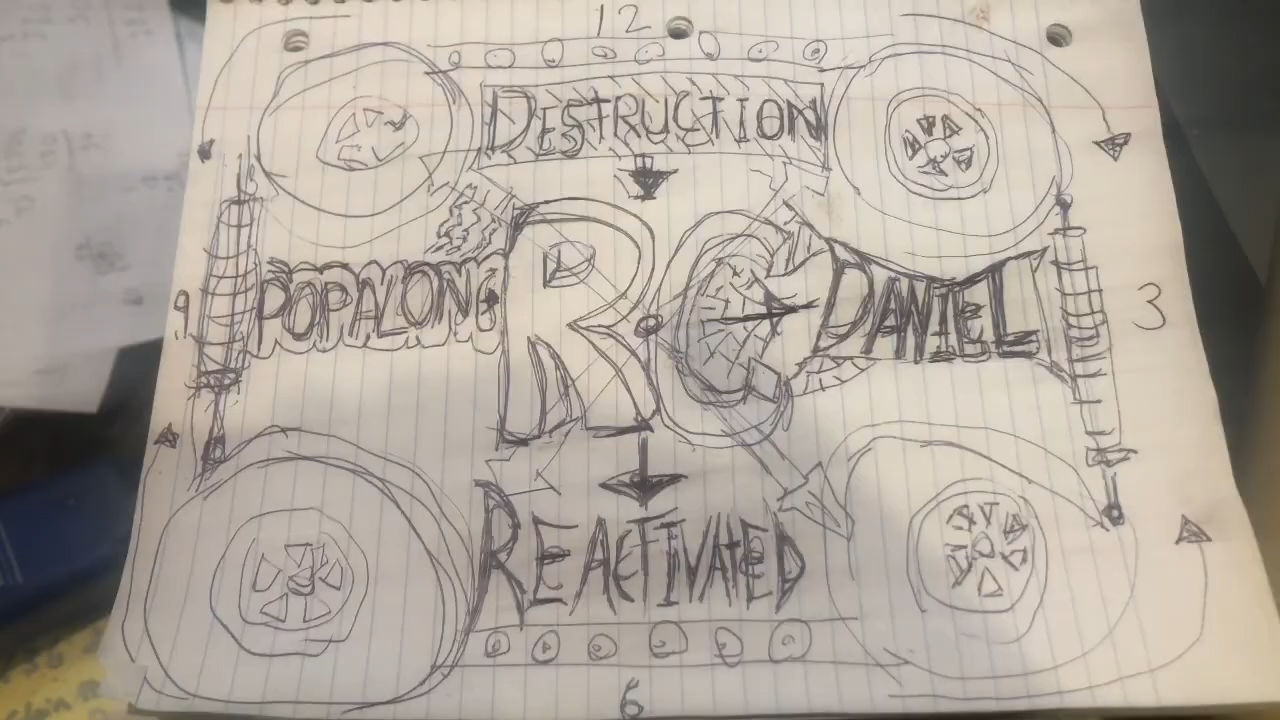 12
DESTRUCTION
9
POPALONG
RC
DANIEL
3
REACTIVATED
6